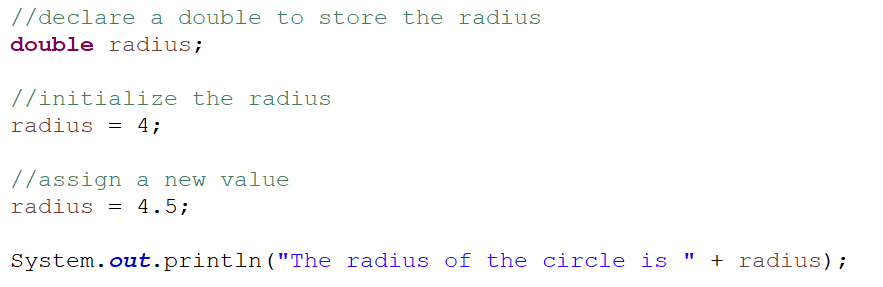 //declare a double to store the radius
double radius;
//initialize the radius
radius = 4;
//assign a new value
radius = 4.5;
System.out.println("The radius of the circle is " + radius);